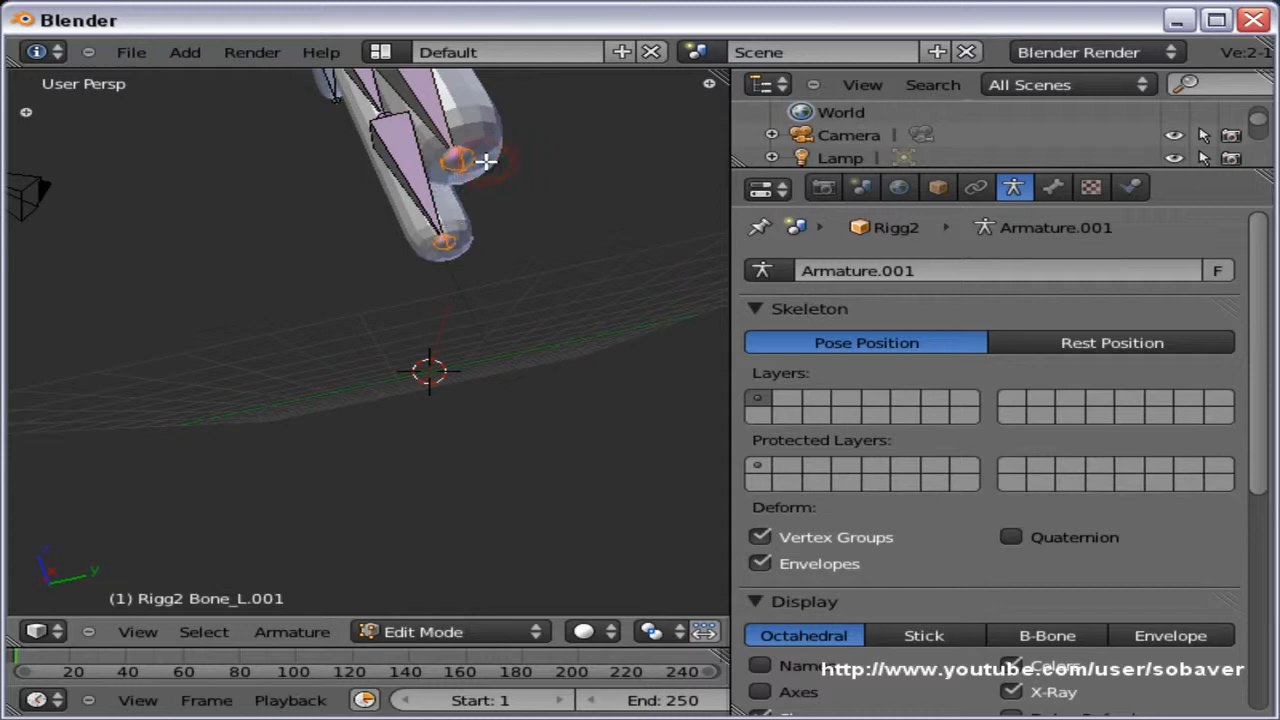 Blender
File Add Render Help Default Scene Blender Render Ve:2-1
User Persp
View Search All Scenes
World
Camera
Lamp
Rigg2 Armature.001
Armature.001 F
Skeleton
Pose Position Rest Position
Layers:
Protected Layers:
Deform:
Vertex Groups Quaternion
Envelopes
Display
Octahedral Stick B-Bone Envelope
Colors
http://www.youtube.com/user/sobaver
Axes X-Ray
z
x
y
(1) Rigg2 Bone_L.001
View Select Armature Edit Mode
20 40 60 80 100 120 140 160 180 200 220 240
View Frame Playback Start: 1 End: 250